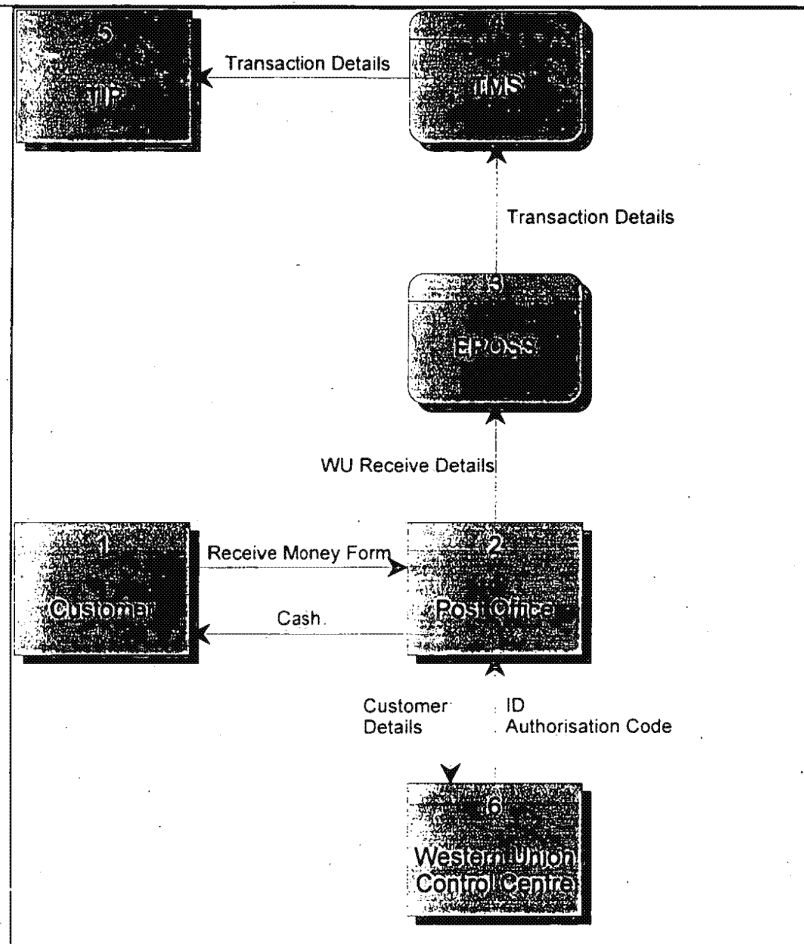 5
TIP
Transaction Details
TMS
Transaction Details
3
EPOSS
WU Receive Details
1
Customer
Receive Money Form
Cash.
2
Post Office
Customer
Details
ID
Authorisation Code
6
Western Union
Control Centre